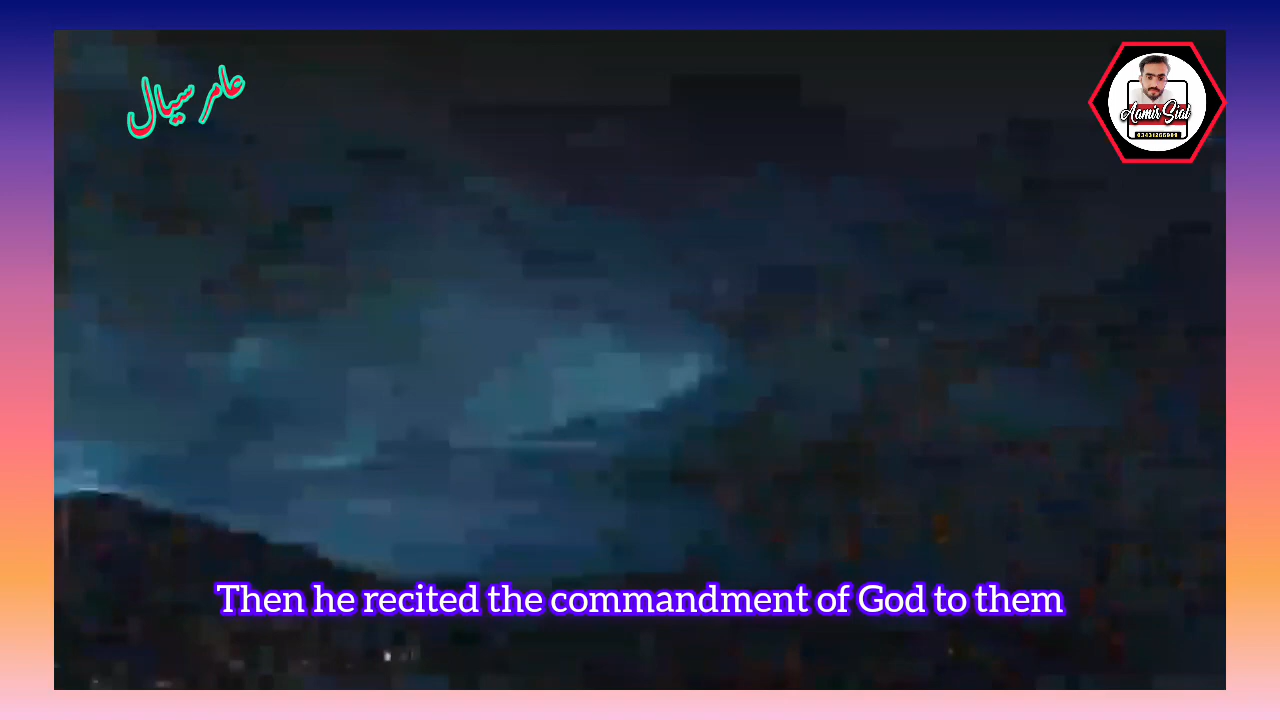 عامر سیال
Aamir Sial
Then he recited the commandment of God to them